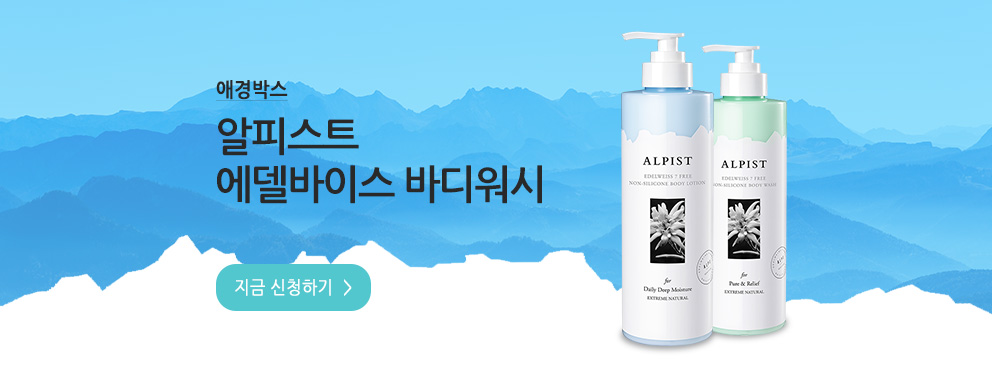 애경박스
알피스트
에델바이스 바디워시
지금 신청하기 >
ALPIST
EDELWEISS 7 FREE
NON-SILICONE BODY LOTION
for
Daily Deep Moisture
EXTREME NATURAL
ALPIST
EDELWEISS 7 FREE
NON-SILICONE BODY WASH
for
Pure & Relief
EXTREME NATURAL